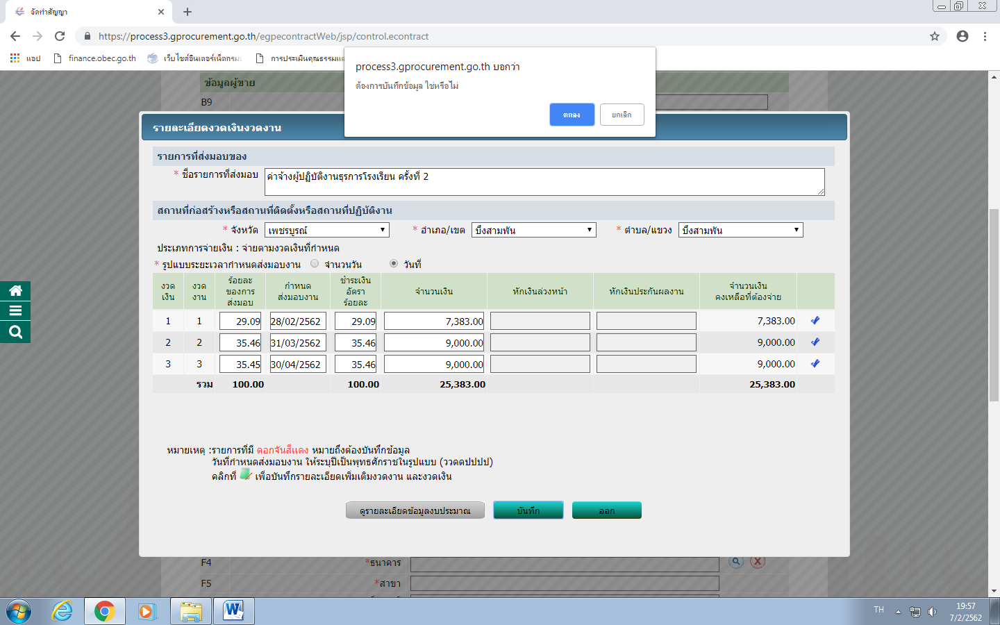 จัดทำสัญญา
https://process3.gprocurement.go.th/egpecontractWeb/jsp/control.econtract
แอป finance.obec.go.th เว็บไซต์อินเตอร์เน็ตกรม การประเมินคุณธรรมแล
process3.gprocurement.go.th บอกว่า
ต้องการบันทึกข้อมูล ใช่หรือไม่
ตกลง ยกเลิก
ข้อมูลผู้ขาย
B9
รายละเอียดงวดเงินงวดงาน
รายการที่ส่งมอบของ
* ชื่อรายการที่ส่งมอบ ค่าจ้างผู้ปฏิบัติงานธุรการโรงเรียน ครั้งที่ 2
สถานที่ก่อสร้างหรือสถานที่ติดตั้งหรือสถานที่ปฏิบัติงาน
* จังหวัด เพชรบูรณ์ * อำเภอ/เขต บึงสามพัน * ตำบล/แขวง บึงสามพัน
ประเภทการจ่ายเงิน : จ่ายตามงวดเงินที่กำหนด
* รูปแบบระยะเวลากำหนดส่งมอบงาน จำนวนวัน วันที่
งวดเงิน งวดงาน ร้อยละของการส่งมอบ กำหนดส่งมอบงาน ชำระเงินอัตราร้อยละ จำนวนเงิน หักเงินล่วงหน้า หักเงินประกันผลงาน จำนวนเงินคงเหลือที่ต้องจ่าย
1 1 29.09 28/02/2562 29.09 7,383.00 7,383.00
2 2 35.46 31/03/2562 35.46 9,000.00 9,000.00
3 3 35.45 30/04/2562 35.46 9,000.00 9,000.00
รวม 100.00 100.00 25,383.00 25,383.00
หมายเหตุ :รายการที่มี ดอกจันสีแดง หมายถึงต้องบันทึกข้อมูล
วันที่กำหนดส่งมอบงาน ให้ระบุปีเป็นพุทธศักราชในรูปแบบ (ววดดปปปป)
คลิกที่ เพื่อบันทึกรายละเอียดเพิ่มเติมงวดงาน และงวดเงิน
ดูรายละเอียดข้อมูลงบประมาณ บันทึก ออก
F4 *ธนาคาร
F5 *สาขา
TH 19:57
7/2/2562